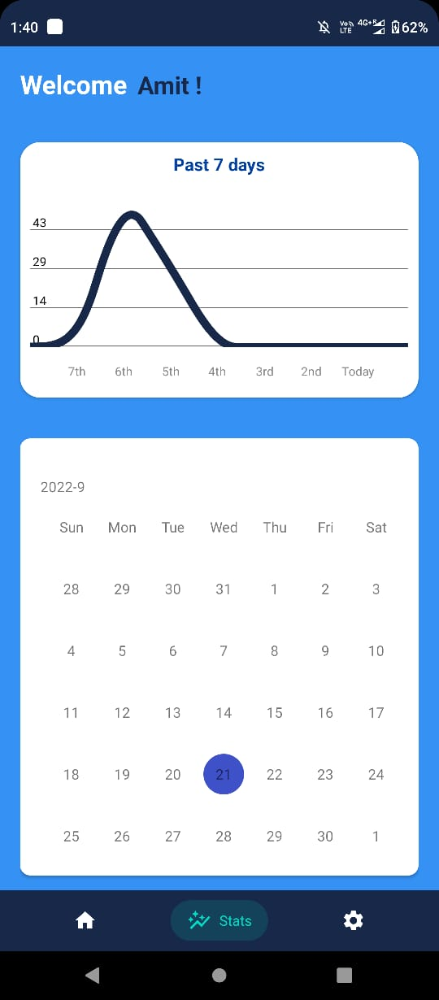 1:40 Vo LTE 4G+ R 62%
Welcome Amit !
Past 7 days
43
29
14
0
7th 6th 5th 4th 3rd 2nd Today
2022-9
Sun Mon Tue Wed Thu Fri Sat
28 29 30 31 1 2 3
4 5 6 7 8 9 10
11 12 13 14 15 16 17
18 19 20 21 22 23 24
25 26 27 28 29 30 1
Stats